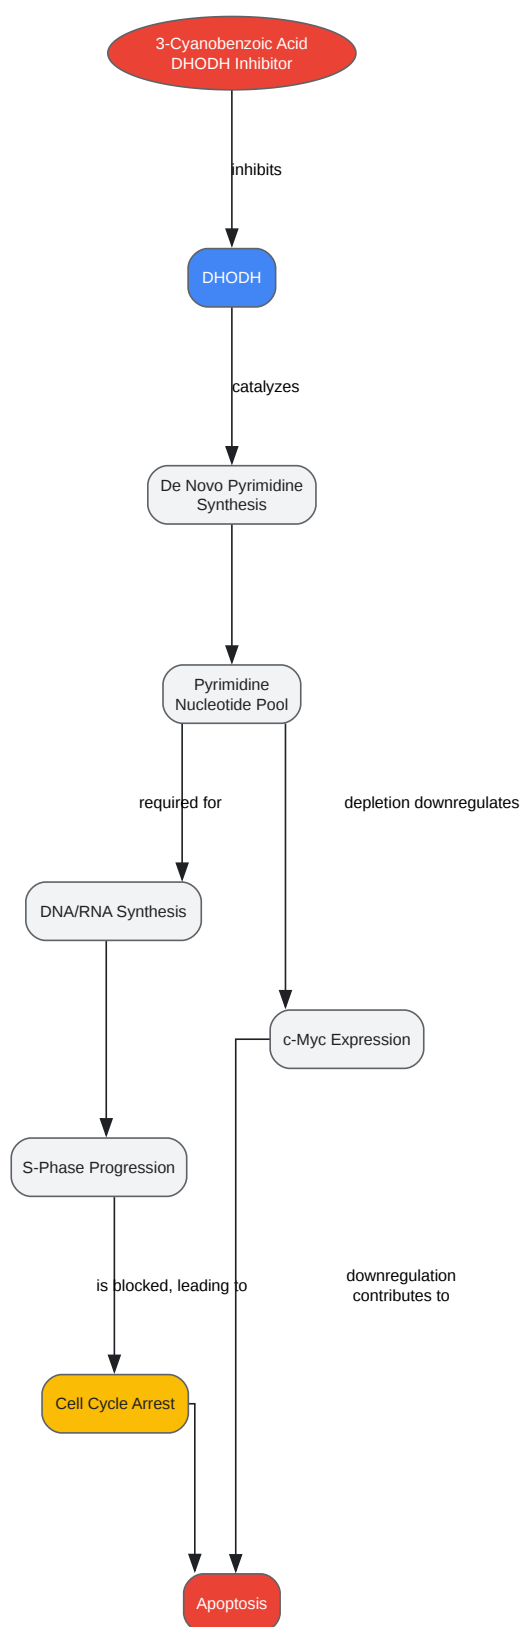 3-Cyanobenzoic Acid
DHODH Inhibitor
inhibits
DHODH
catalyzes
De Novo Pyrimidine
Synthesis
Pyrimidine
Nucleotide Pool
required for
depletion downregulates
DNA/RNA Synthesis
c-Myc Expression
S-Phase Progression
is blocked, leading to
downregulation
contributes to
Cell Cycle Arrest
Apoptosis